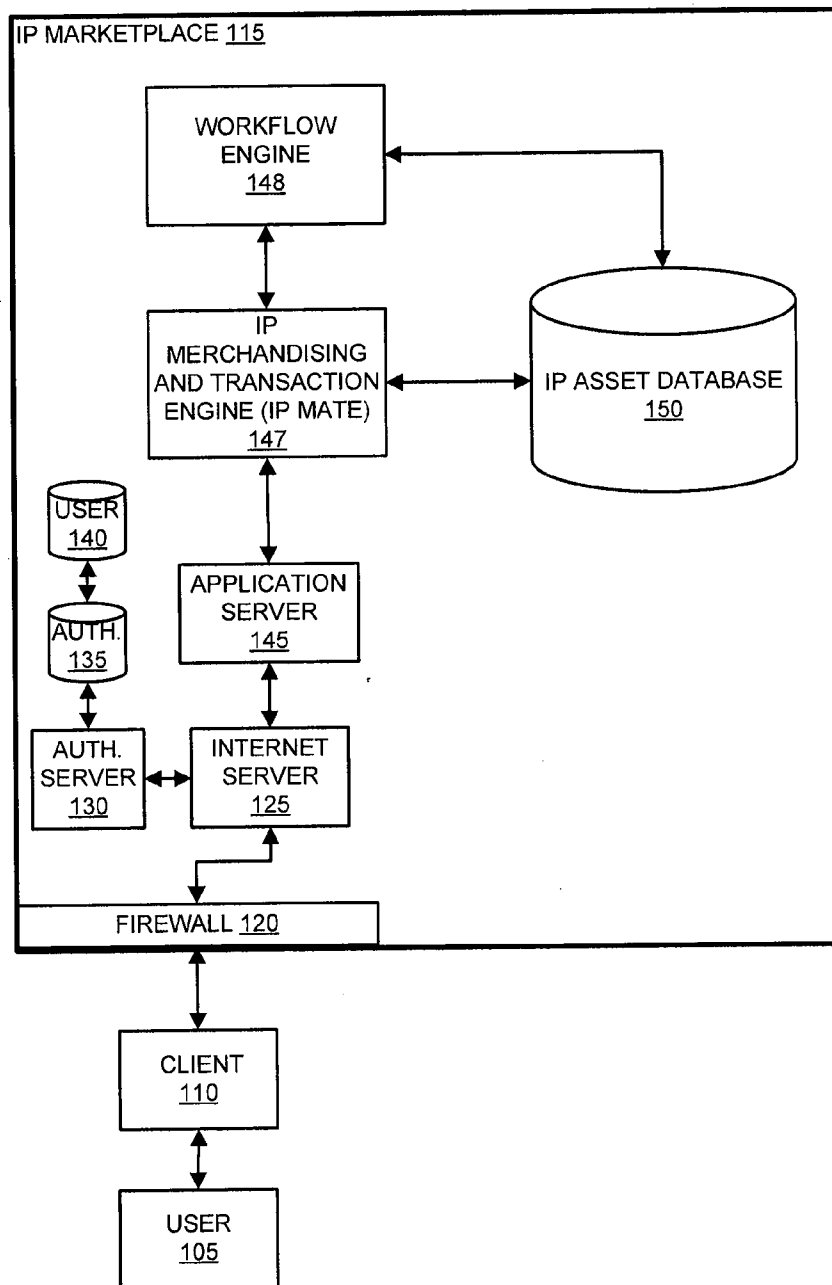 IP MARKETPLACE 115
WORKFLOW
ENGINE
148
IP
MERCHANDISING
AND TRANSACTION
ENGINE (IP MATE)
147
IP ASSET DATABASE
150
USER
140
AUTH.
135
APPLICATION
SERVER
145
AUTH.
SERVER
130
INTERNET
SERVER
125
FIREWALL 120
CLIENT
110
USER
105